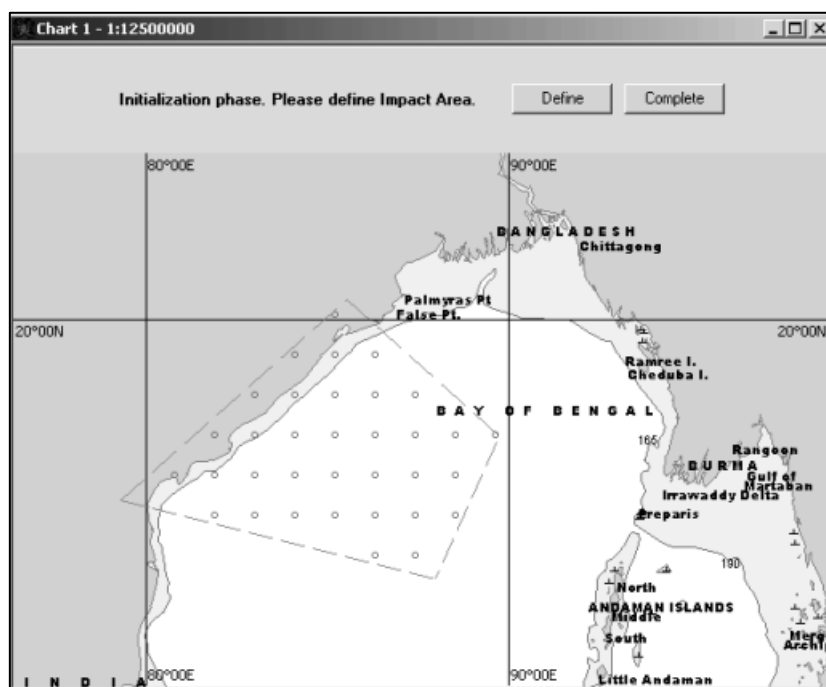 Chart 1 - 1:12500000
Initialization phase. Please define Impact Area.
Define
Complete
80°00E
90°00E
BANGLADESH
Chittagong
Palmyras Pt
False Pt.
20°00N
20°00N
Ramree I.
Cheduba I.
BAY OF BENGAL
165
Rangoon
BURMA
Gulf of
Martaban
Irrawaddy Delta
Preparis
190
North
ANDAMAN ISLANDS
Middle
South
Mer
Archip
80°00E
90°00E
INDIA
Little Andaman